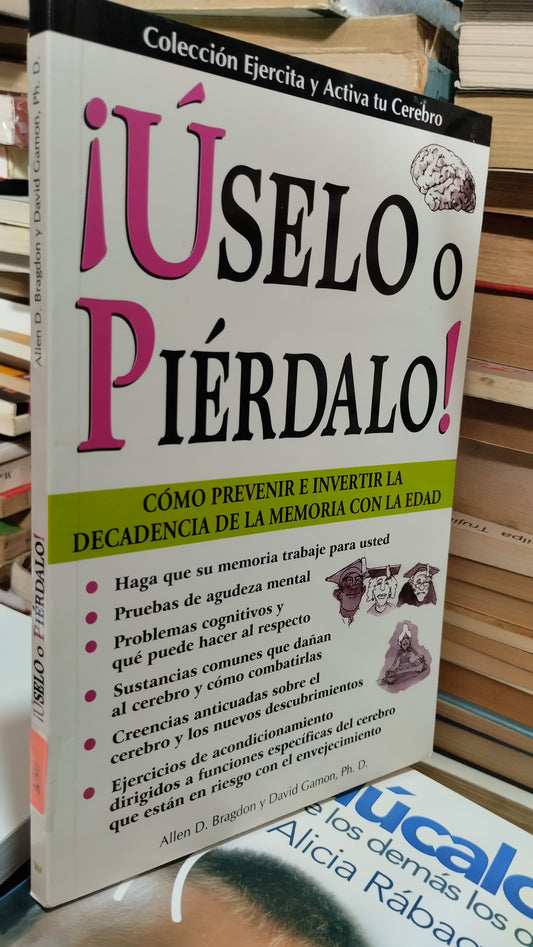 Colección Ejercita y Activa tu Cerebro
¡ÚSELO O
PIÉRDALO!
CÓMO PREVENIR E INVERTIR LA
DECADENCIA DE LA MEMORIA CON LA EDAD
• Haga que su memoria trabaje para usted
• Pruebas de agudeza mental
• Problemas cognitivos y
qué puede hacer al respecto
• Sustancias comunes que dañan
al cerebro y cómo combatirlas
• Creencias anticuadas sobre el
cerebro y los nuevos descubrimientos
• Ejercicios de acondicionamiento
dirigidos a funciones específicas del cerebro
que están en riesgo con el envejecimiento
Allen D. Bragdon y David Gamon, Ph. D.
Allen D. Bragdon y David Gamon, Ph. D.
¡ÚSELO O PIÉRDALO!
los demás los
Alicia